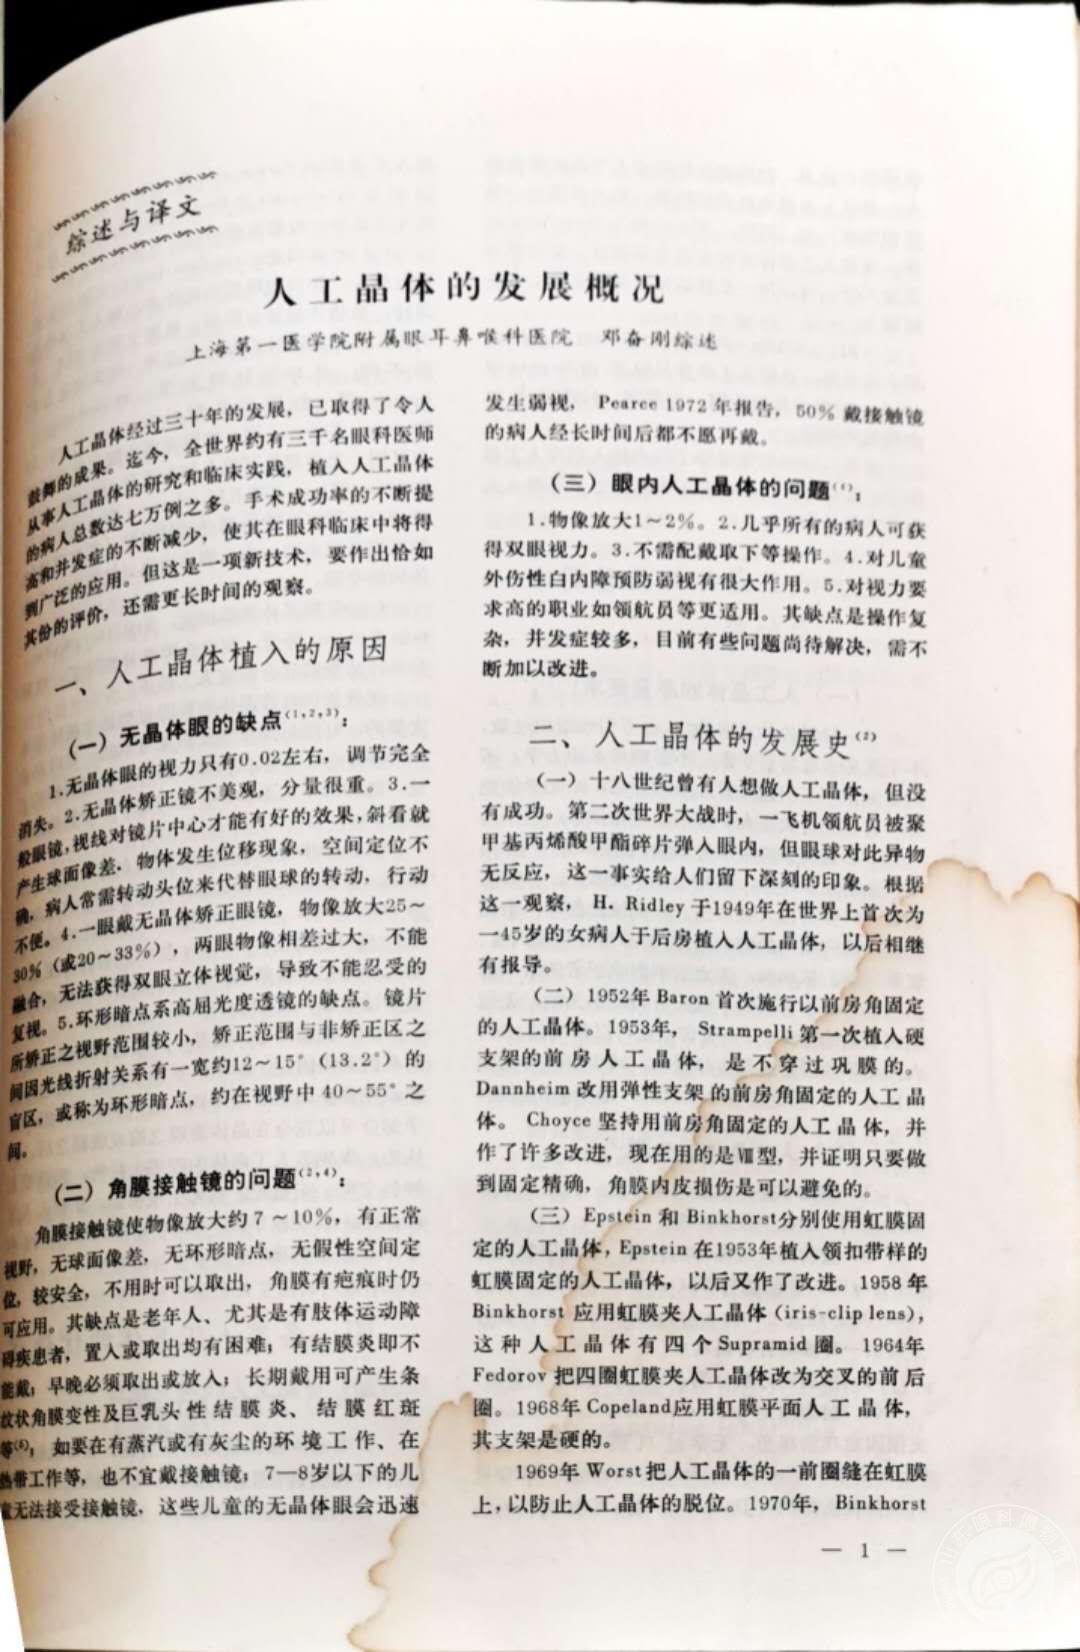 综述与译文
人工晶体的发展概况
上海第一医学院附属眼耳鼻喉科医院 邓奋刚综述
人工晶体经过三十年的发展，已取得了令人
鼓舞的成果。迄今，全世界约有三千名眼科医师
从事人工晶体的研究和临床实践，植入人工晶体
的病人总数达七万例之多。手术成功率的不断提
高和并发症的不断减少，使其在眼科临床中将得
到广泛的应用。但这是一项新技术，要作出恰如
其份的评价，还需更长时间的观察。
一、人工晶体植入的原因
（一）无晶体眼的缺点(1,2,3)：
1.无晶体眼的视力只有0.02左右，调节完全
消失。2.无晶体矫正镜不美观，分量很重。3.一
般眼镜，视线对镜片中心才能有好的效果，斜看就
产生球面像差．物体发生位移现象，空间定位不
确，病人常需转动头位来代替眼球的转动，行动
不便。4.一眼戴无晶体矫正眼镜，物像放大25～
30%（或20～33%），两眼物像相差过大，不能
融合，无法获得双眼立体视觉，导致不能忍受的
复视。5.环形暗点系高屈光度透镜的缺点。镜片
所矫正之视野范围较小，矫正范围与非矫正区之
间因光线折射关系有一宽约12～15°（13.2°）的
盲区，或称为环形暗点，约在视野中40～55°之
间。
（二）角膜接触镜的问题(2,4)：
角膜接触镜使物像放大约7～10%，有正常
视野，无球面像差，无环形暗点，无假性空间定
位，较安全，不用时可以取出，角膜有疤痕时仍
可应用。其缺点是老年人、尤其是有肢体运动障
碍疾患者，置入或取出均有困难；有结膜炎即不
能戴；早晚必须取出或放入；长期戴用可产生条
纹状角膜变性及巨乳头性结膜炎、结膜红斑
等(5)；如要在有蒸汽或有灰尘的环境工作、在
热带工作等，也不宜戴接触镜；7—8岁以下的儿
童无法接受接触镜，这些儿童的无晶体眼会迅速
发生弱视，Pearce 1972年报告，50%戴接触镜
的病人经长时间后都不愿再戴。
（三）眼内人工晶体的问题(1)：
1.物像放大1～2%。2.几乎所有的病人可获
得双眼视力。3.不需配戴取下等操作。4.对儿童
外伤性白内障预防弱视有很大作用。5.对视力要
求高的职业如领航员等更适用。其缺点是操作复
杂，并发症较多，目前有些问题尚待解决，需不
断加以改进。
二、人工晶体的发展史(2)
（一）十八世纪曾有人想做人工晶体，但没
有成功。第二次世界大战时，一飞机领航员被聚
甲基丙烯酸甲酯碎片弹入眼内，但眼球对此异物
无反应，这一事实给人们留下深刻的印象。根据
这一观察，H. Ridley于1949年在世界上首次为
一45岁的女病人于后房植入人工晶体，以后相继
有报导。
（二）1952年Baron首次施行以前房角固定
的人工晶体。1953年，Strampelli第一次植入硬
支架的前房人工晶体，是不穿过巩膜的。
Dannheim改用弹性支架的前房角固定的人工晶
体。Choyce坚持用前房角固定的人工晶体，并
作了许多改进，现在用的是Ⅷ型，并证明只要做
到固定精确，角膜内皮损伤是可以避免的。
（三）Epstein和Binkhorst分别使用虹膜固
定的人工晶体，Epstein在1953年植入领扣带样的
虹膜固定的人工晶体，以后又作了改进。1958年
Binkhorst应用虹膜夹人工晶体（iris-clip lens），
这种人工晶体有四个Supramid圈。1964年
Fedorov把四圈虹膜夹人工晶体改为交叉的前后
圈。1968年Copeland应用虹膜平面人工晶体，
其支架是硬的。
1969年Worst把人工晶体的一前圈缝在虹膜
上，以防止人工晶体的脱位。1970年，Binkhorst
— 1 —